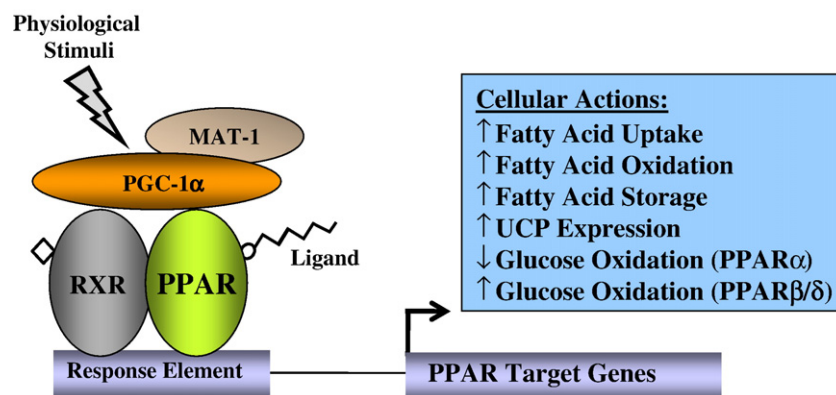 Physiological
Stimuli
MAT-1
PGC-1α
RXR
PPAR
Ligand
Response Element
PPAR Target Genes
Cellular Actions:
↑Fatty Acid Uptake
↑Fatty Acid Oxidation
↑Fatty Acid Storage
↑UCP Expression
↓Glucose Oxidation (PPARα)
↑Glucose Oxidation (PPARβ/δ)